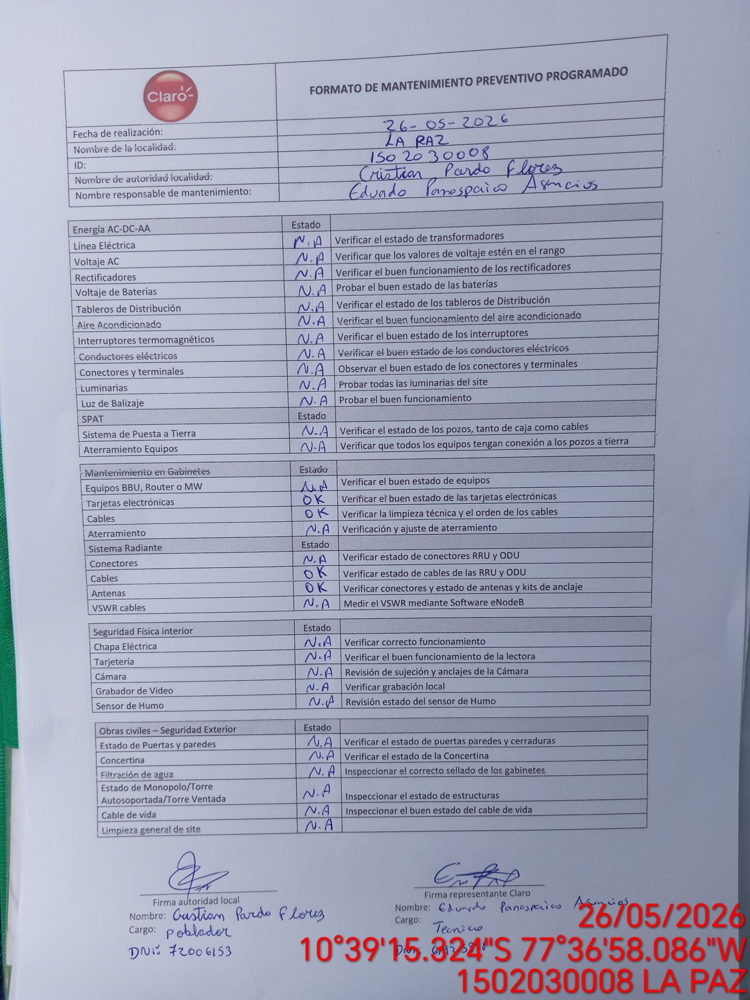 Claro
FORMATO DE MANTENIMIENTO PREVENTIVO PROGRAMADO
Fecha de realización: 26-05-2026
Nombre de la localidad: LA PAZ
ID: 1502030008
Nombre de autoridad localidad: Cristian Pardo Florez
Nombre responsable de mantenimiento: Eduado Panaspaico Asencios
Energía AC-DC-AA Estado
Línea Eléctrica N.A Verificar el estado de transformadores
Voltaje AC N.A Verificar que los valores de voltaje estén en el rango
Rectificadores N.A Verificar el buen funcionamiento de los rectificadores
Voltaje de Baterías N.A Probar el buen estado de las baterías
Tableros de Distribución N.A Verificar el estado de los tableros de Distribución
Aire Acondicionado N.A Verificar el buen funcionamiento del aire acondicionado
Interruptores termomagnéticos N.A Verificar el buen estado de los interruptores
Conductores eléctricos N.A Verificar el buen estado de los conductores eléctricos
Conectores y terminales N.A Observar el buen estado de los conectores y terminales
Luminarias N.A Probar todas las luminarias del site
Luz de Balizaje N.A Probar el buen funcionamiento
SPAT Estado
Sistema de Puesta a Tierra N.A Verificar el estado de los pozos, tanto de caja como cables
Aterramiento Equipos N.A Verificar que todos los equipos tengan conexión a los pozos a tierra
Mantenimiento en Gabinetes Estado
Equipos BBU, Router o MW N.A Verificar el buen estado de equipos
Tarjetas electrónicas OK Verificar el buen estado de las tarjetas electrónicas
Cables OK Verificar la limpieza técnica y el orden de los cables
Aterramiento N.A Verificación y ajuste de aterramiento
Sistema Radiante Estado
Conectores N.A Verificar estado de conectores RRU y ODU
Cables OK Verificar estado de cables de las RRU y ODU
Antenas OK Verificar conectores y estado de antenas y kits de anclaje
VSWR cables N.A Medir el VSWR mediante Software eNodeB
Seguridad Física interior Estado
Chapa Eléctrica N.A Verificar correcto funcionamiento
Tarjetería N.A Verificar el buen funcionamiento de la lectora
Cámara N.A Revisión de sujeción y anclajes de la Cámara
Grabador de Video N.A Verificar grabación local
Sensor de Humo N.A Revisión estado del sensor de Humo
Obras civiles – Seguridad Exterior Estado
Estado de Puertas y paredes N.A Verificar el estado de puertas paredes y cerraduras
Concertina N.A Verificar el estado de la Concertina
Filtración de agua N.A Inspeccionar el correcto sellado de los gabinetes
Estado de Monopolo/Torre
Autosoportada/Torre Ventada N.A Inspeccionar el estado de estructuras
Cable de vida N.A Inspeccionar el buen estado del cable de vida
Limpieza general de site N.A
Firma autoridad local
Nombre: Cristian Pardo Florez
Cargo: poblador
DNI: 72006153
Firma representante Claro
Nombre: Eduardo Panaspaico Asencios
Cargo: Tecnico
DNI:
26/05/2026
10°39'15.324"S 77°36'58.086"W
1502030008 LA PAZ